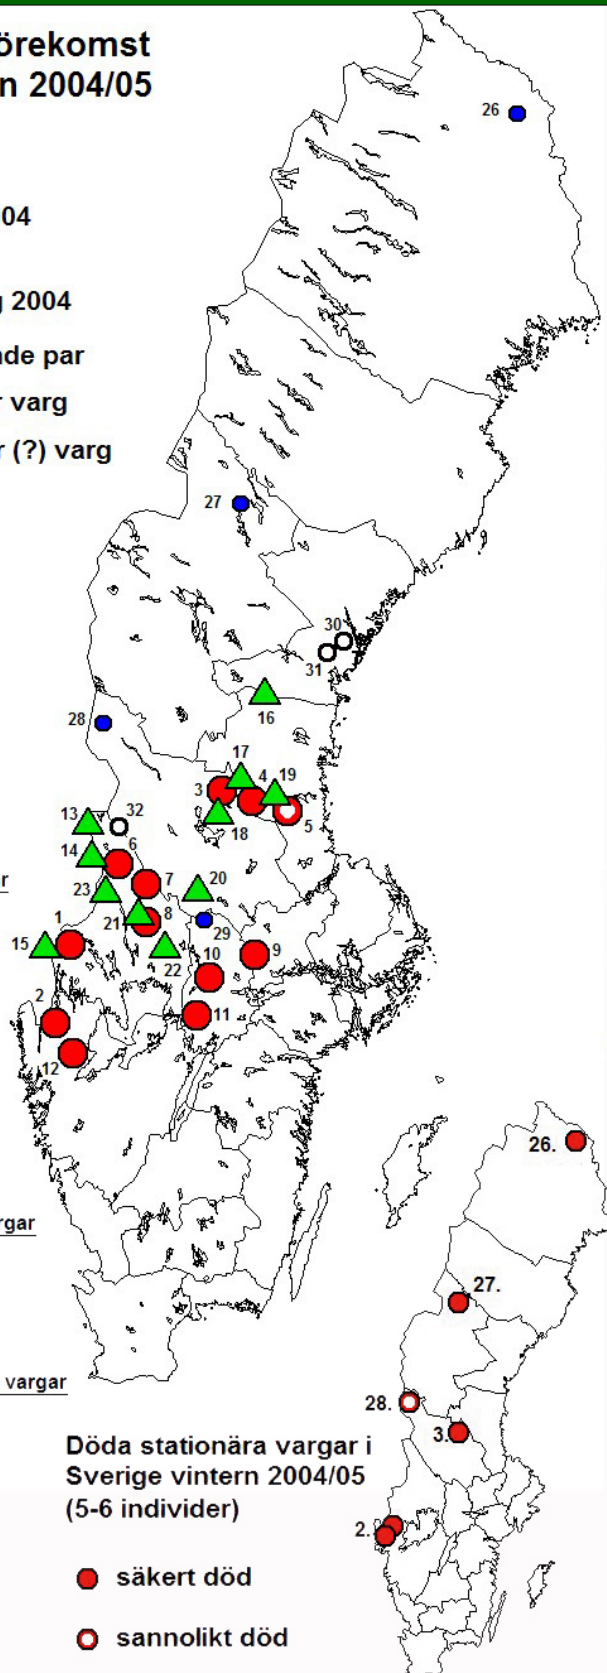 örekomst
n 2004/05
04
g 2004
nde par
r varg
r (?) varg
26
27
30
31
16
28
17
4
19
3
5
18
13
32
14
6
7
20
23
21
8
29
1
15
22
9
10
2
11
12
ar
rgar
vargar
26.
27.
28.
3.
2.
Döda stationära vargar i
Sverige vintern 2004/05
(5-6 individer)
säkert död
sannolikt död